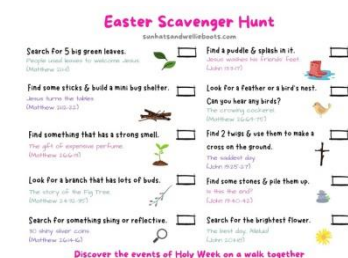 Easter Scavenger Hunt
sunhatsandwellieboots.com
Search for 5 big green leaves.
People used leaves to welcome Jesus
(Matthew 21:8)
Find some sticks & build a mini bug shelter.
Jesus turns the tables
(Matthew 21:12-22)
Find something that has a strong smell.
The gift of expensive perfume.
(Matthew 26:6-13)
Look for a branch that has lots of buds.
The story of the Fig Tree
(Matthew 24:32-35)
Search for something shiny or reflective.
30 shiny silver coins
(Matthew 26:14-16)
Find a puddle & splash in it.
Jesus washes his friends' feet
(John 13:1-17)
Look for a feather or a bird's nest.
Can you hear any birds?
The crowing cockerel
(Matthew 26:69-75)
Find 2 twigs & use them to make a
cross on the ground.
The saddest day
(John 19:25-27)
Find some stones & pile them up.
Is this the end?
(John 19:40-42)
Search for the brightest flower.
The best day, Risen!
Discover the events of Holy Week on a walk together